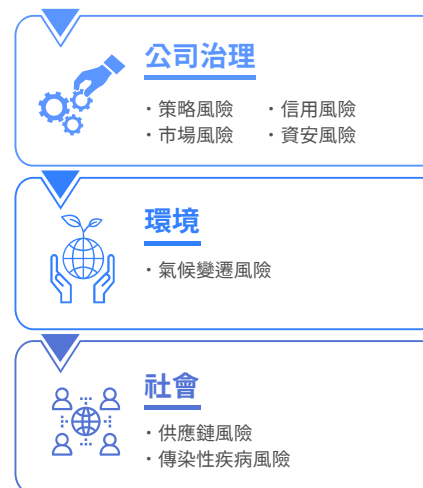 公司治理
・策略風險 ・信用風險
・市場風險 ・資安風險
環境
・氣候變遷風險
社會
・供應鏈風險
・傳染性疾病風險